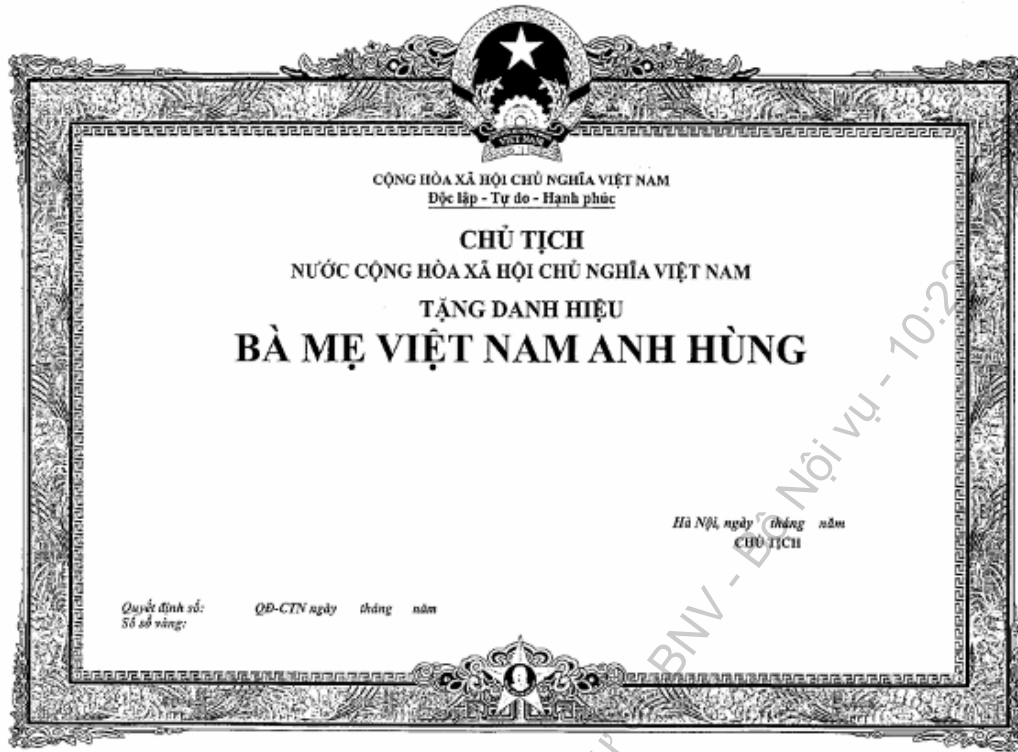 VIỆT NAM
CỘNG HÒA XÃ HỘI CHỦ NGHĨA VIỆT NAM
Độc lập - Tự do - Hạnh phúc
CHỦ TỊCH
NƯỚC CỘNG HÒA XÃ HỘI CHỦ NGHĨA VIỆT NAM
TẶNG DANH HIỆU
BÀ MẸ VIỆT NAM ANH HÙNG
Hà Nội, ngày tháng năm
CHỦ TỊCH
Quyết định số: QĐ-CTN ngày tháng năm
Số sổ vàng:
BNV - Bộ Nội vụ - 10:2